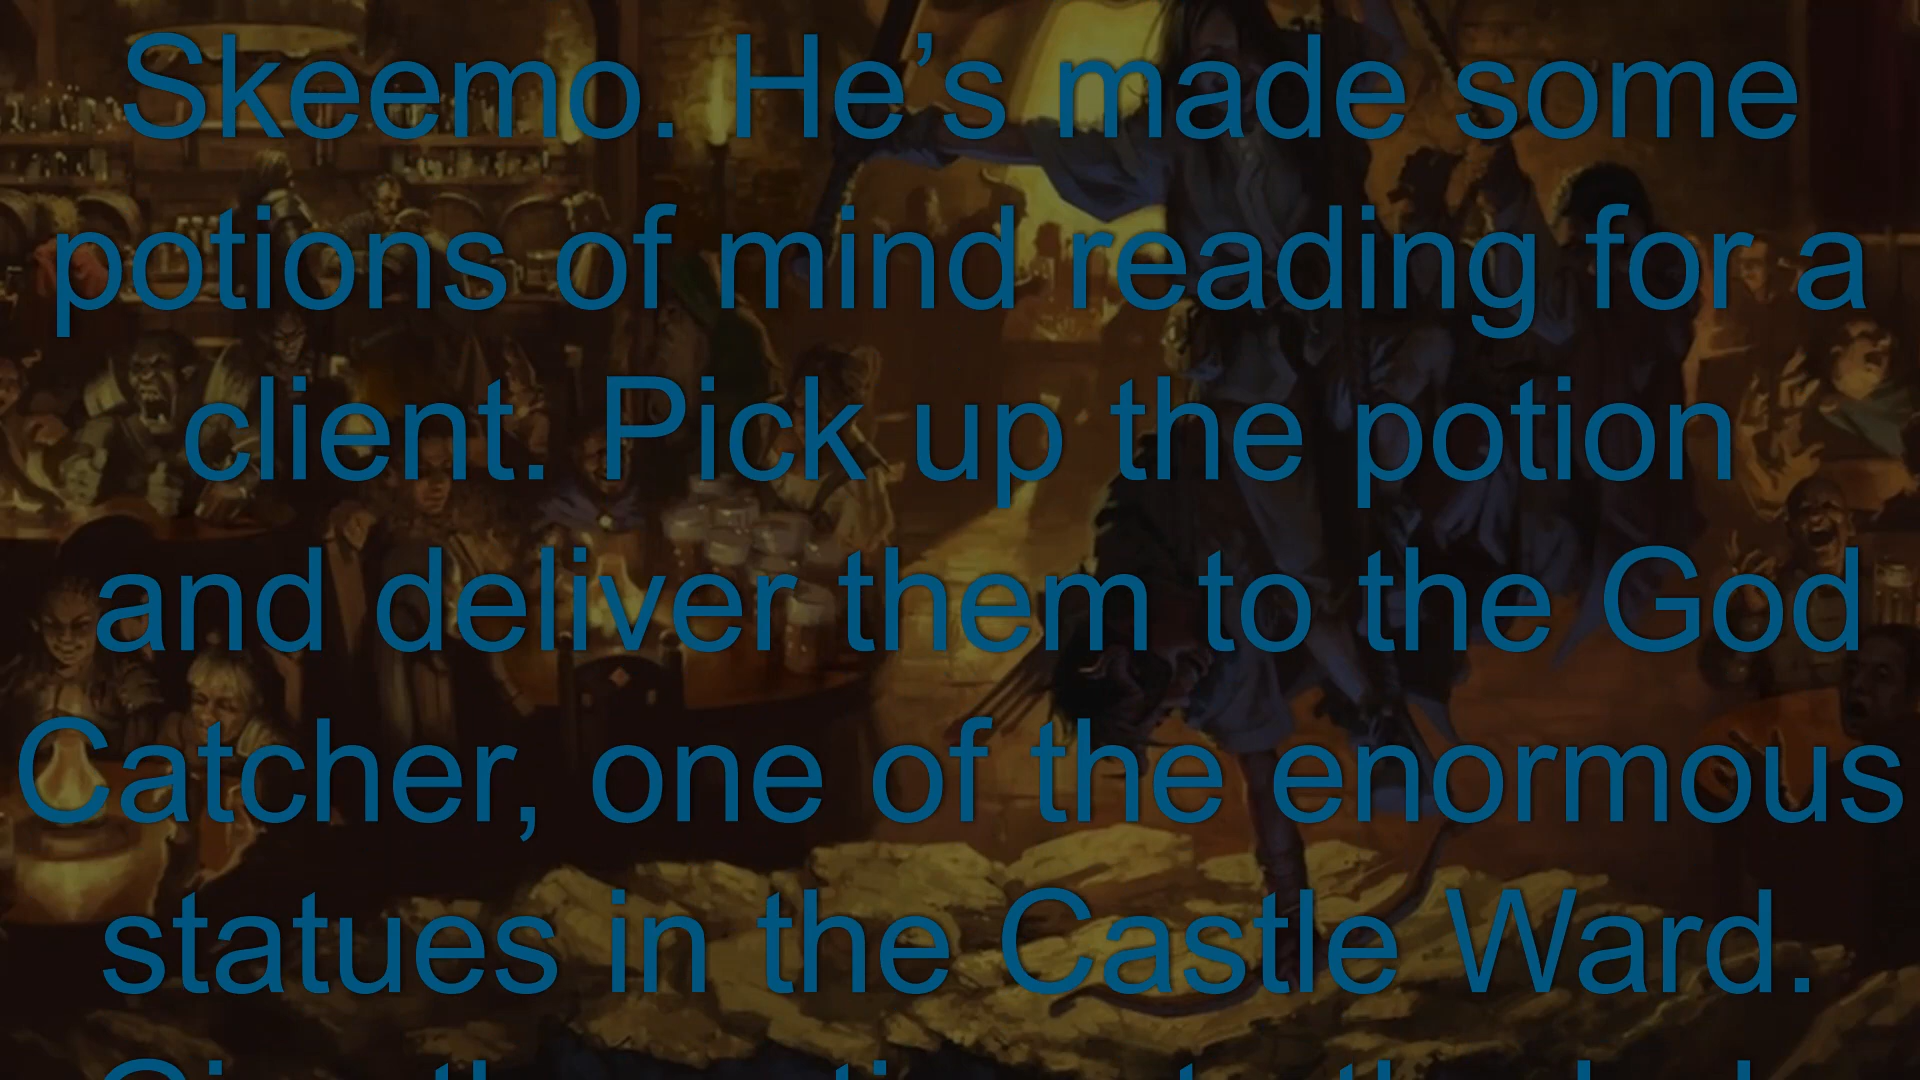 Skeemo. He’s made some
potions of mind reading for a
client. Pick up the potion
and deliver them to the God
Catcher, one of the enormous
statues in the Castle Ward.